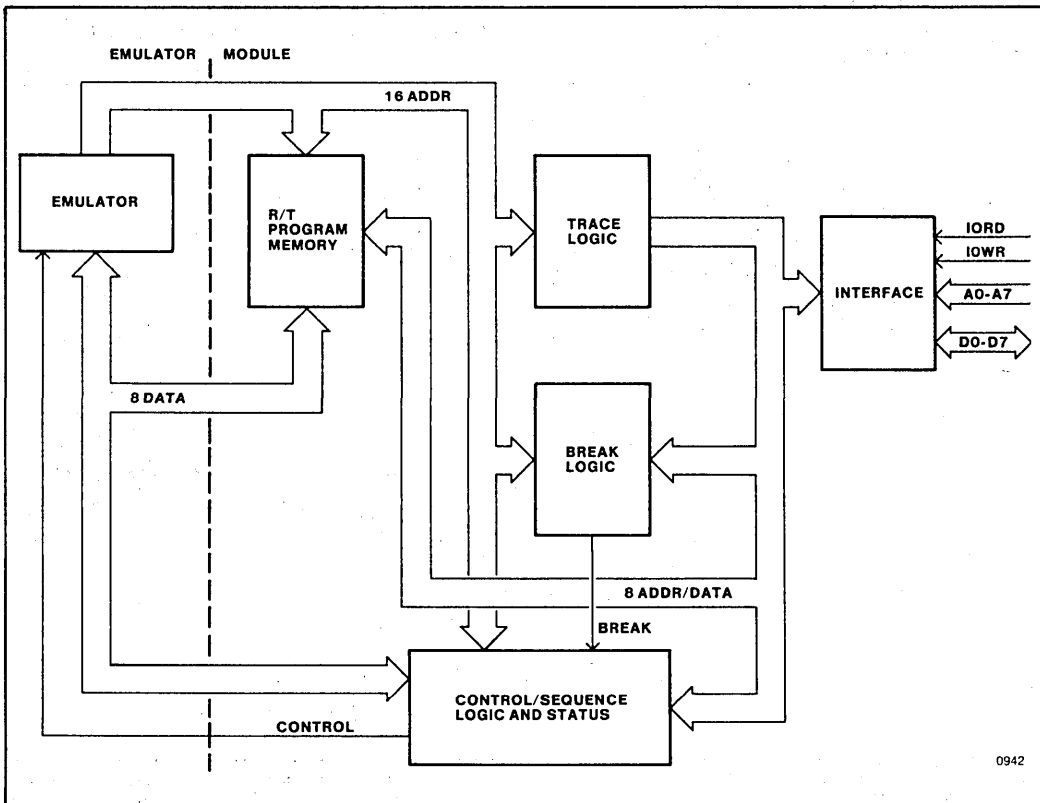 EMULATOR MODULE
16 ADDR
EMULATOR
R/T
PROGRAM
MEMORY
TRACE
LOGIC
INTERFACE
IORD
IOWR
A0-A7
D0-D7
8 DATA
BREAK
LOGIC
8 ADDR/DATA
BREAK
CONTROL/SEQUENCE
LOGIC AND STATUS
CONTROL
0942